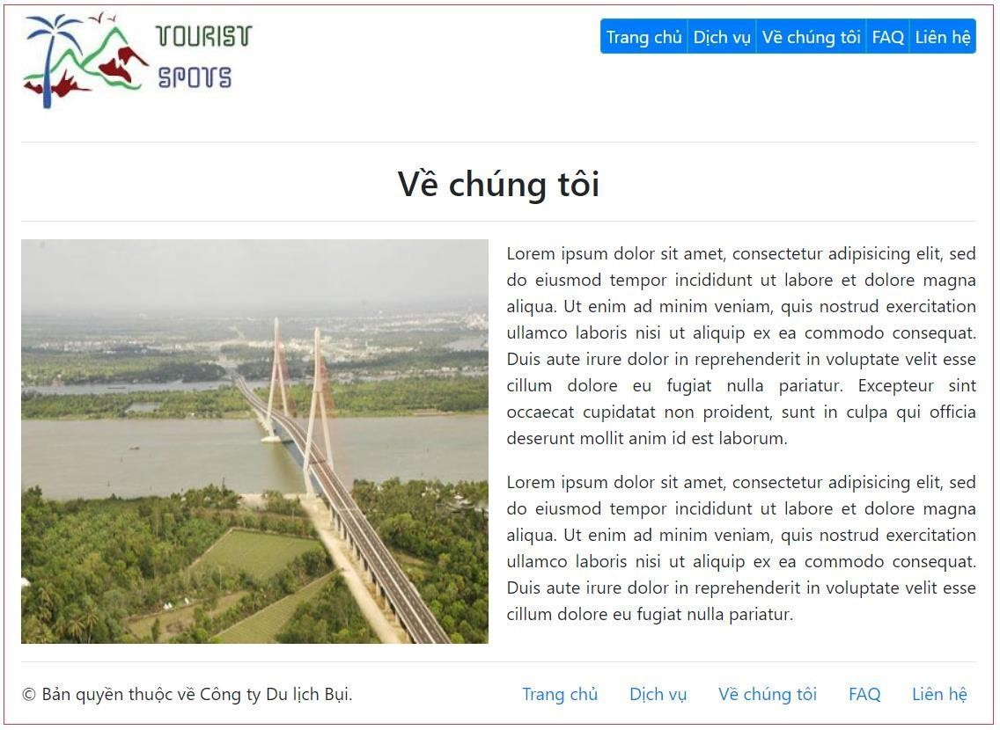 TOURIST
SPOTS
Trang chủ Dịch vụ Về chúng tôi FAQ Liên hệ
Về chúng tôi
Lorem ipsum dolor sit amet, consectetur adipisicing elit, sed
do eiusmod tempor incididunt ut labore et dolore magna
aliqua. Ut enim ad minim veniam, quis nostrud exercitation
ullamco laboris nisi ut aliquip ex ea commodo consequat.
Duis aute irure dolor in reprehenderit in voluptate velit esse
cillum dolore eu fugiat nulla pariatur. Excepteur sint
occaecat cupidatat non proident, sunt in culpa qui officia
deserunt mollit anim id est laborum.
Lorem ipsum dolor sit amet, consectetur adipisicing elit, sed
do eiusmod tempor incididunt ut labore et dolore magna
aliqua. Ut enim ad minim veniam, quis nostrud exercitation
ullamco laboris nisi ut aliquip ex ea commodo consequat.
Duis aute irure dolor in reprehenderit in voluptate velit esse
cillum dolore eu fugiat nulla pariatur.
© Bản quyền thuộc về Công ty Du lịch Bụi. Trang chủ Dịch vụ Về chúng tôi FAQ Liên hệ